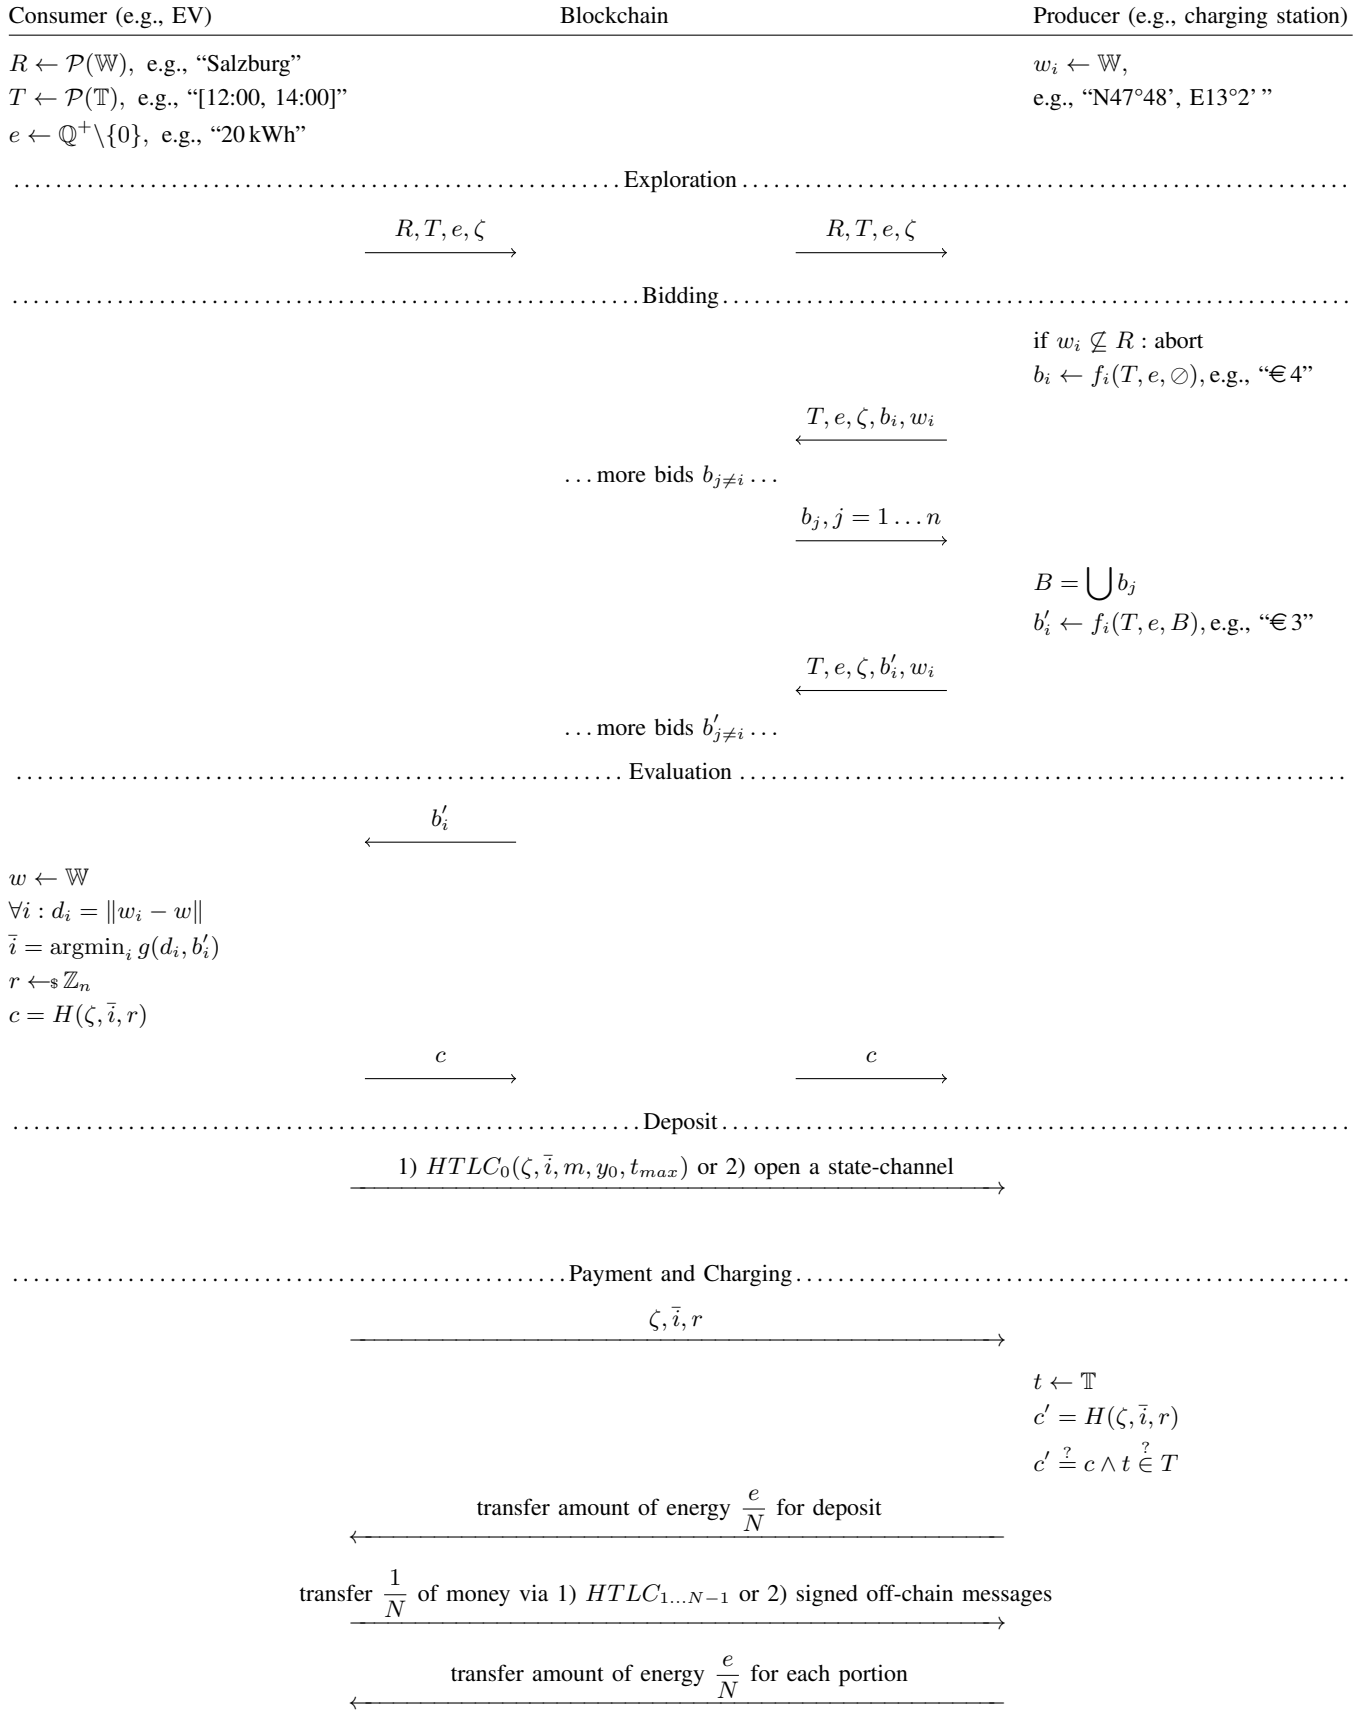 Consumer (e.g., EV) Blockchain Producer (e.g., charging station)
R ← 𝒫(𝕎), e.g., “Salzburg” w_i ← 𝕎,
T ← 𝒫(𝕋), e.g., “[12:00, 14:00]” e.g., “N47°48’, E13°2’ ”
e ← ℚ⁺\{0}, e.g., “20 kWh”
Exploration
R, T, e, ζ R, T, e, ζ
Bidding
if w_i ⊈ R : abort
b_i ← f_i(T, e, ⊘), e.g., “€ 4”
T, e, ζ, b_i, w_i
… more bids b_{j≠i} …
b_j, j = 1 … n
B = ⋃ b_j
b′_i ← f_i(T, e, B), e.g., “€ 3”
T, e, ζ, b′_i, w_i
… more bids b′_{j≠i} …
Evaluation
b′_i
w ← 𝕎
∀i : d_i = ‖w_i − w‖
i̅ = argmin_i g(d_i, b′_i)
r ←$ ℤ_n
c = H(ζ, i̅, r)
c c
Deposit
1) HTLC_0(ζ, i̅, m, y_0, t_{max}) or 2) open a state-channel
Payment and Charging
ζ, i̅, r
t ← 𝕋
c′ = H(ζ, i̅, r)
c′ =? c ∧ t ∈? T
transfer amount of energy e/N for deposit
transfer 1/N of money via 1) HTLC_{1…N−1} or 2) signed off-chain messages
transfer amount of energy e/N for each portion